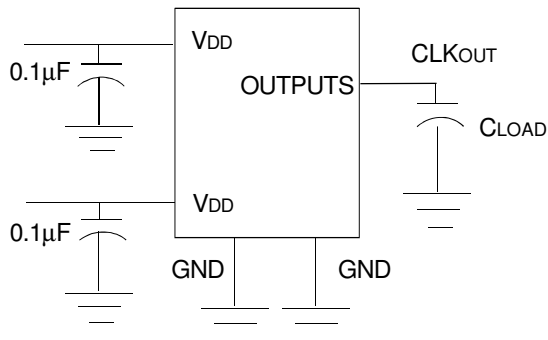 VDD
CLKOUT
0.1μF
OUTPUTS
CLOAD
VDD
0.1μF
GND
GND